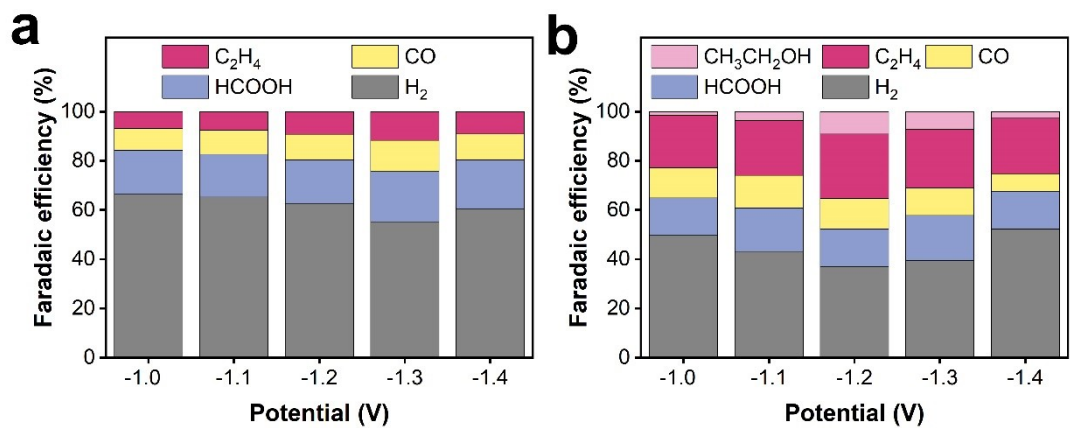 a
C₂H₄ CO
HCOOH H₂
Faradaic efficiency (%)
100
80
60
40
20
0
-1.0 -1.1 -1.2 -1.3 -1.4
Potential (V)
b
CH₃CH₂OH C₂H₄ CO
HCOOH H₂
Faradaic efficiency (%)
100
80
60
40
20
0
-1.0 -1.1 -1.2 -1.3 -1.4
Potential (V)